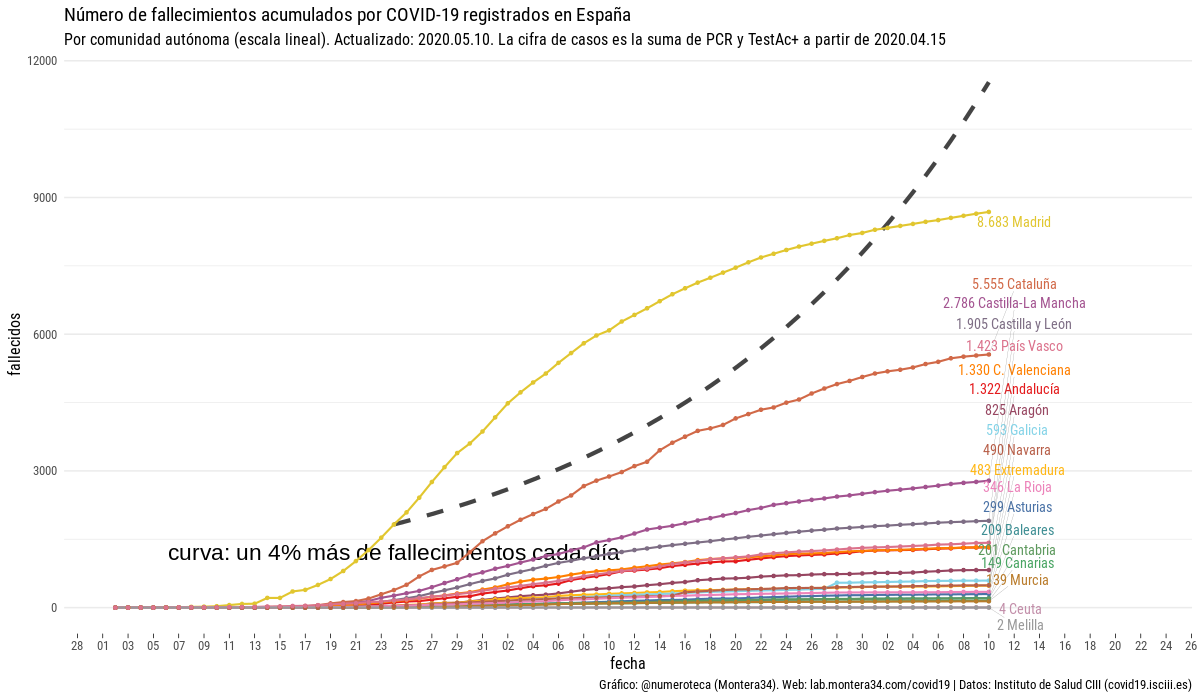 Número de fallecimientos acumulados por COVID-19 registrados en España
Por comunidad autónoma (escala lineal). Actualizado: 2020.05.10. La cifra de casos es la suma de PCR y TestAc+ a partir de 2020.04.15
12000
9000
6000
3000
0
fallecidos
8.683 Madrid
5.555 Cataluña
2.786 Castilla-La Mancha
1.905 Castilla y León
1.423 País Vasco
1.330 C. Valenciana
1.322 Andalucía
825 Aragón
593 Galicia
490 Navarra
483 Extremadura
346 La Rioja
299 Asturias
209 Baleares
201 Cantabria
149 Canarias
139 Murcia
4 Ceuta
2 Melilla
curva: un 4% más de fallecimientos cada día
28 01 03 05 07 09 11 13 15 17 19 21 23 25 27 29 31 02 04 06 08 10 12 14 16 18 20 22 24 26 28 30 02 04 06 08 10 12 14 16 18 20 22 24 26
fecha
Gráfico: @numeroteca (Montera34). Web: lab.montera34.com/covid19 | Datos: Instituto de Salud CIII (covid19.isciii.es)